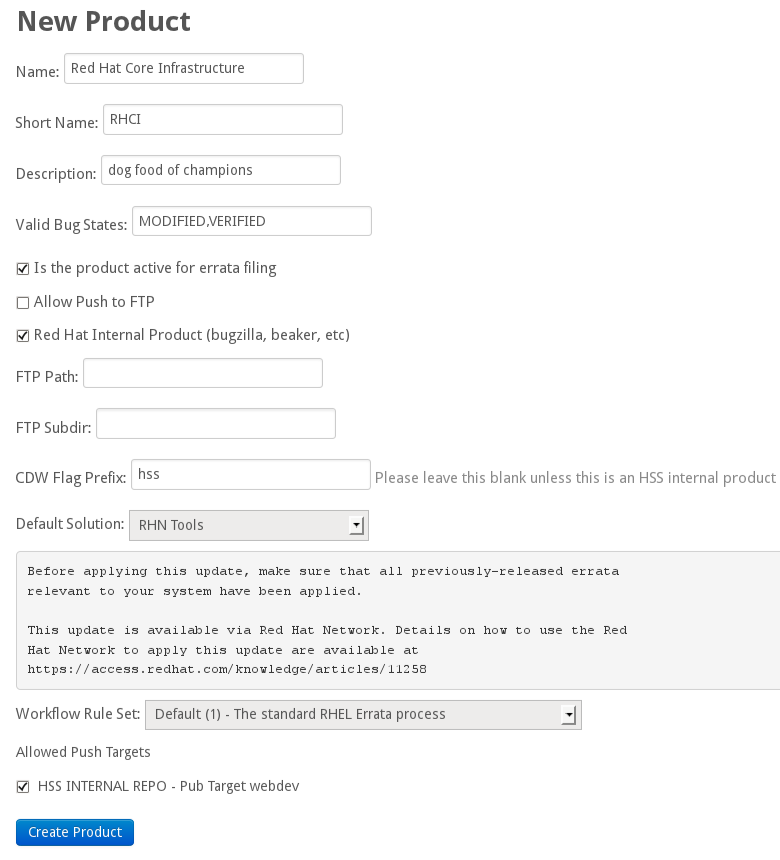 New Product
Name: Red Hat Core Infrastructure
Short Name: RHCI
Description: dog food of champions
Valid Bug States: MODIFIED,VERIFIED
Is the product active for errata filing
Allow Push to FTP
Red Hat Internal Product (bugzilla, beaker, etc)
FTP Path:
FTP Subdir:
CDW Flag Prefix: hss Please leave this blank unless this is an HSS internal product
Default Solution: RHN Tools
Before applying this update, make sure that all previously-released errata
relevant to your system have been applied.
This update is available via Red Hat Network. Details on how to use the Red
Hat Network to apply this update are available at
https://access.redhat.com/knowledge/articles/11258
Workflow Rule Set: Default (1) - The standard RHEL Errata process
Allowed Push Targets
HSS INTERNAL REPO - Pub Target webdev
Create Product